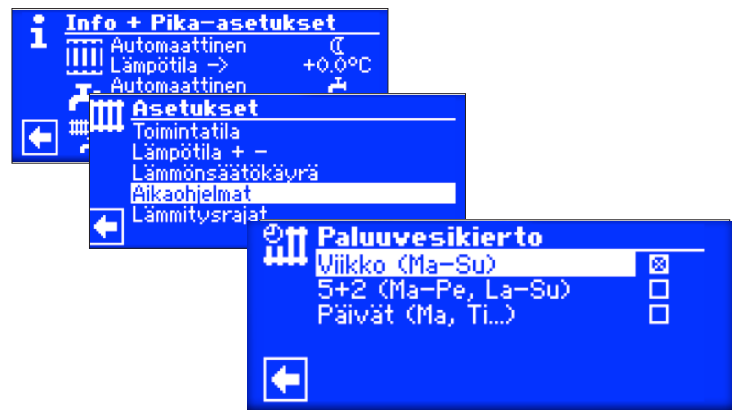 Info + Pika-asetukset
Automaattinen
Lämpötila -> +0.0°C
Automaattinen
Asetukset
Toimintatila
Lämpötila + -
Lämmönsäätökäyrä
Aikaohjelmat
Lämmitysrajat
Paluuvesikierto
Viikko (Ma-Su)
5+2 (Ma-Pe, La-Su)
Päivät (Ma, Ti...)